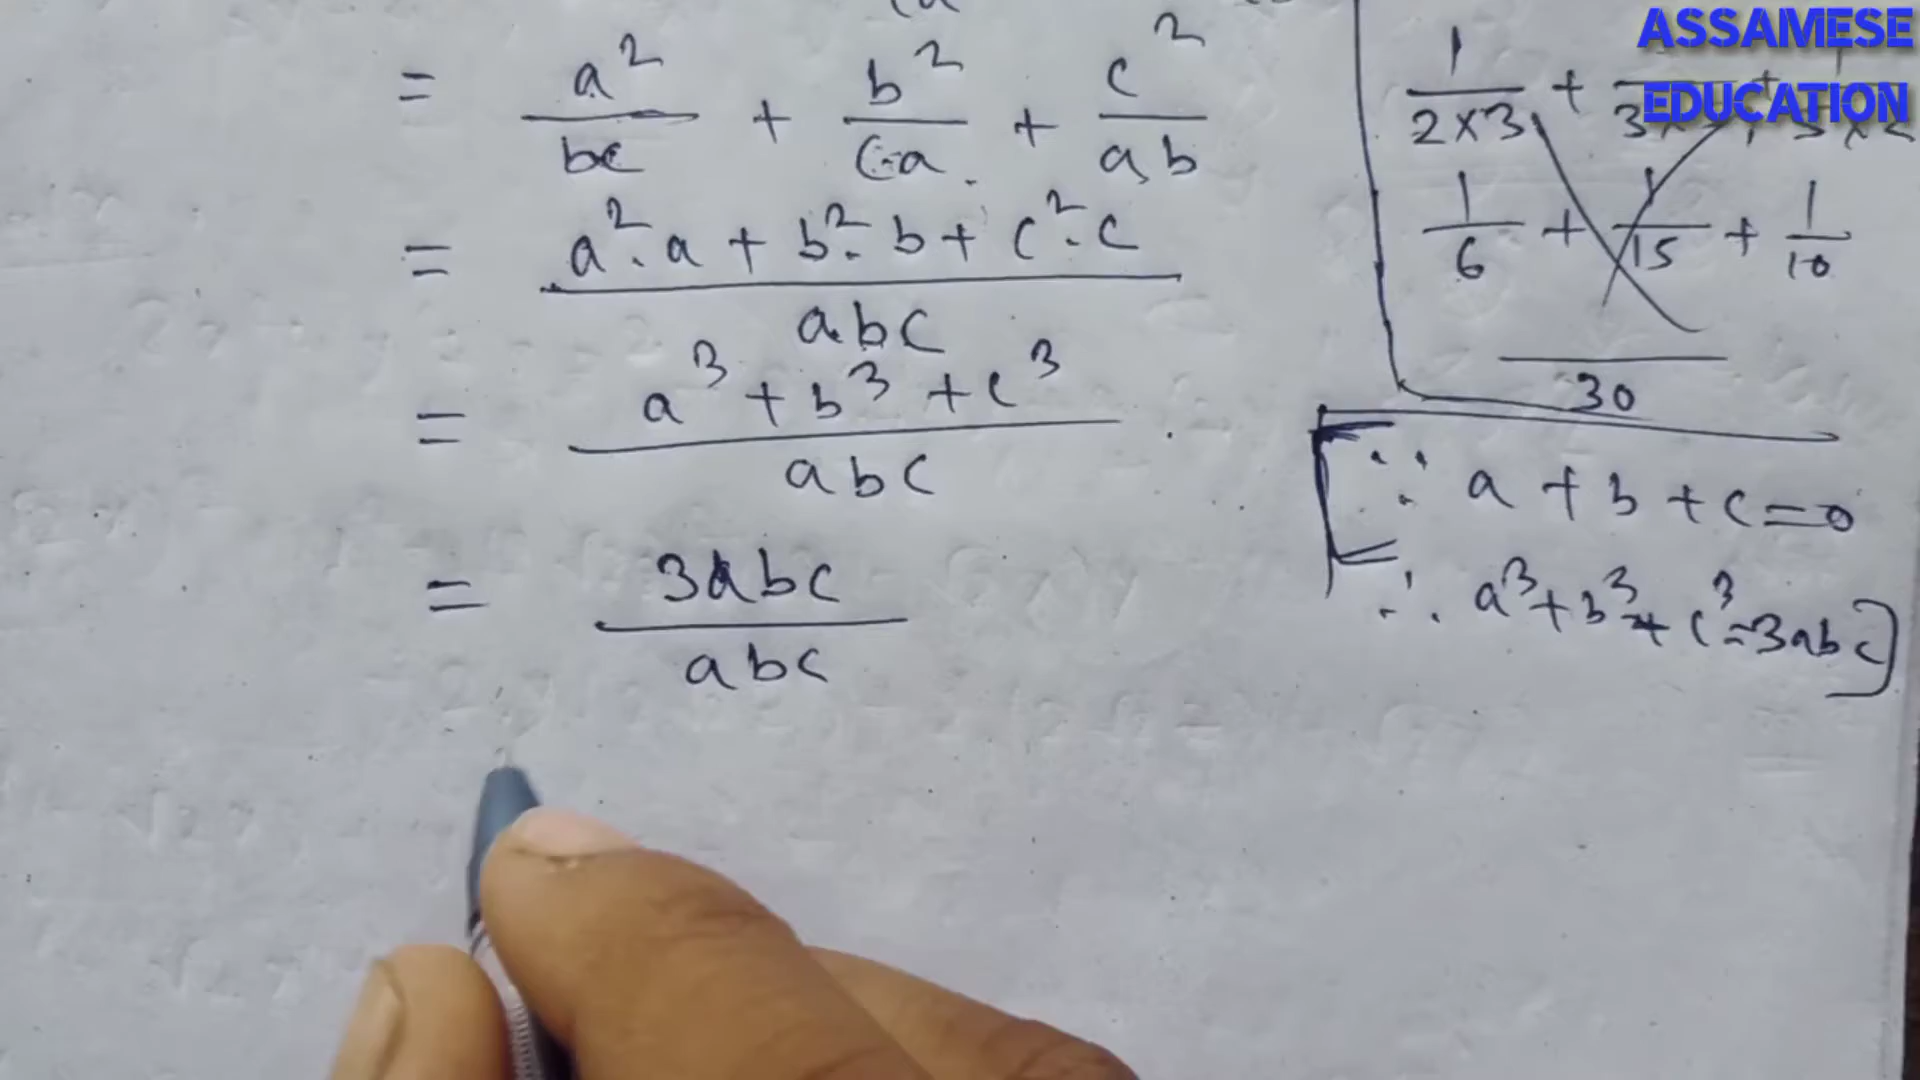 = a²/bc + b²/ca + c²/ab
= a².a + b².b + c².c / abc
= a³ + b³ + c³ / abc
= 3abc / abc
ASSAMESE
EDUCATION
1/2×3 +
1/6 + 1/15 + 1/10
30
∵ a + b + c = 0
∴ a³ + b³ + c³ = 3abc]